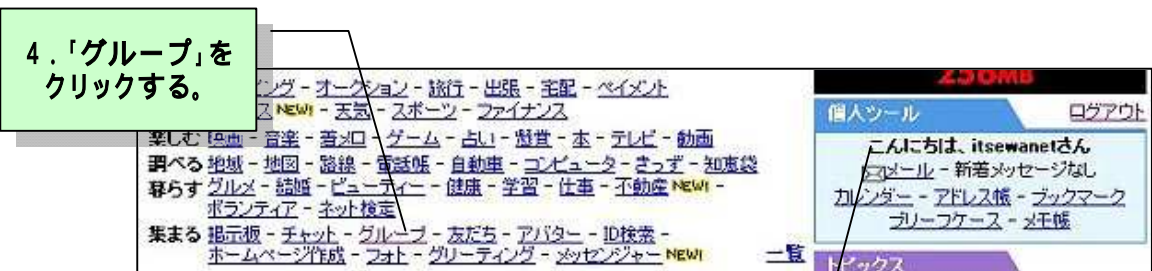 4.「グループ」を
クリックする。
ング - オークション - 旅行 - 出張 - 宅配 - ペイメント
ス NEW! - 天気 - スポーツ - ファイナンス
楽しむ 映画 - 音楽 - 着メロ - ゲーム - 占い - 懸賞 - 本 - テレビ - 動画
調べる 地域 - 地図 - 路線 - 電話帳 - 自動車 - コンピュータ - きっず - 知恵袋
暮らす グルメ - 結婚 - ビューティー - 健康 - 学習 - 仕事 - 不動産 NEW! -
ボランティア - ネット検定
集まる 掲示板 - チャット - グループ - 友だち - アバター - ID検索 -
ホームページ作成 - フォト - グリーティング - メッセンジャー NEW!
一覧
個人ツール ログアウト
こんにちは、itsewanetさん
メール - 新着メッセージなし
カレンダー - アドレス帳 - ブックマーク
ブリーフケース - メモ帳
トピックス